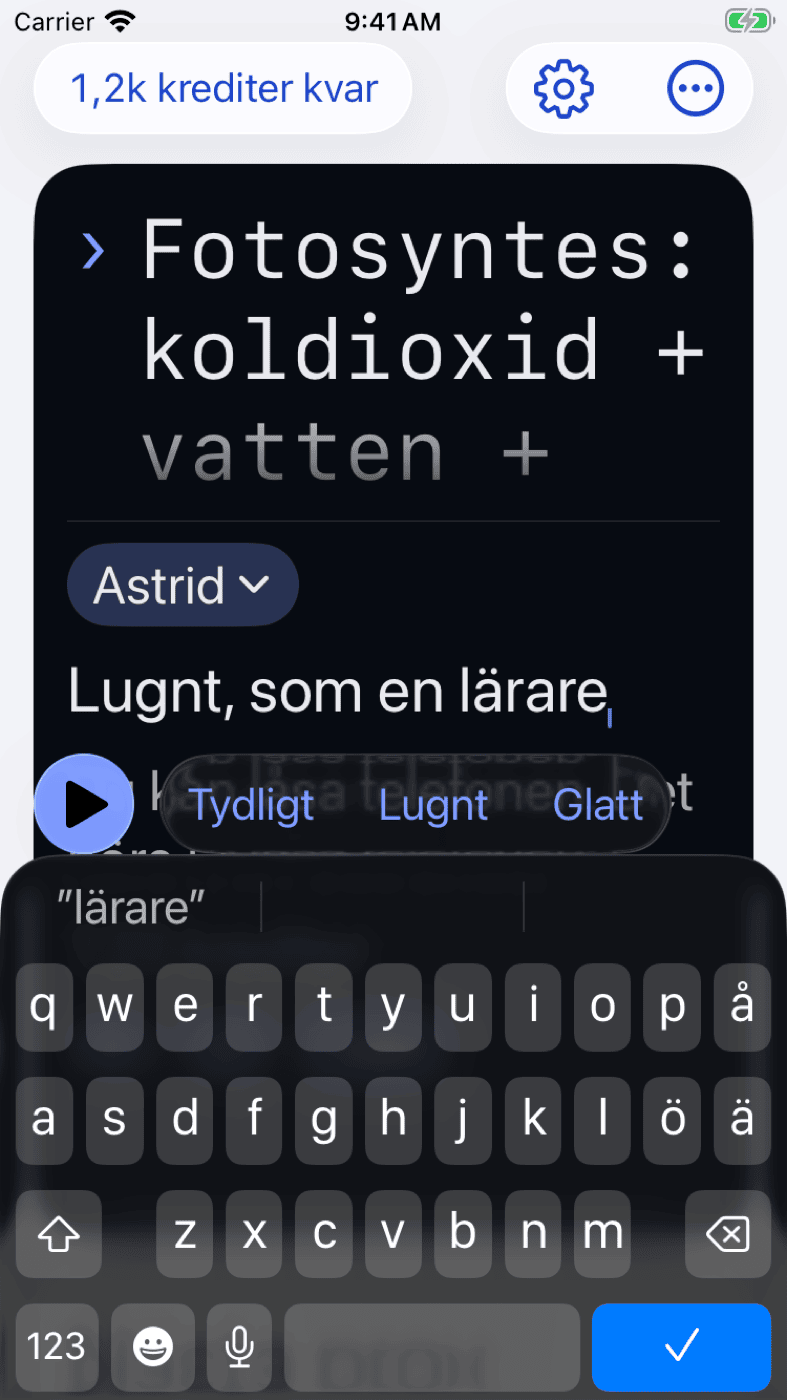 Carrier 9:41 AM
1,2k krediter kvar
Fotosyntes:
koldioxid +
vatten +
Astrid
Lugnt, som en lärare
Tydligt Lugnt Glatt
"lärare"
q w e r t y u i o p å
a s d f g h j k l ö ä
z x c v b n m
123